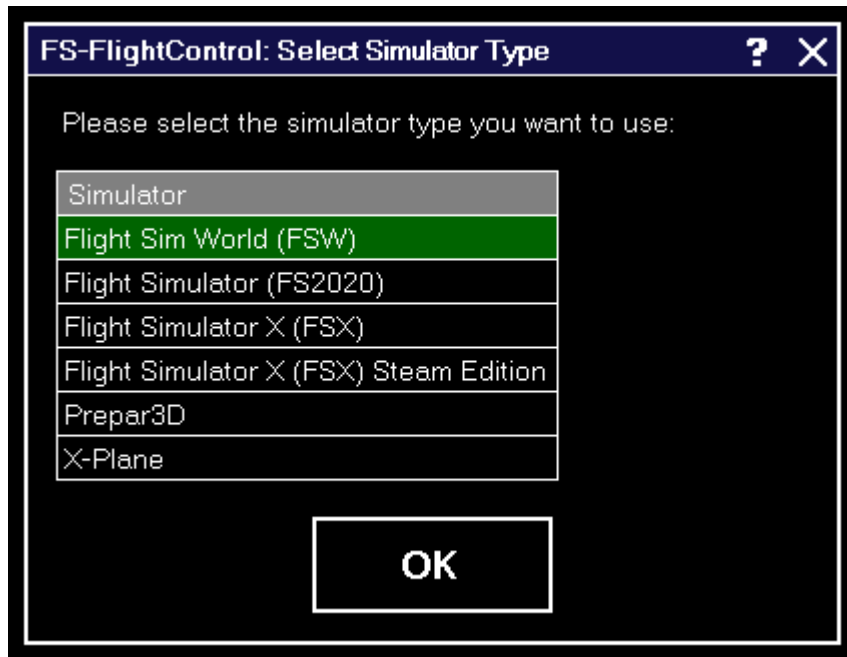 FS-FlightControl: Select Simulator Type ? X
Please select the simulator type you want to use:
Simulator
Flight Sim World (FSW)
Flight Simulator (FS2020)
Flight Simulator X (FSX)
Flight Simulator X (FSX) Steam Edition
Prepar3D
X-Plane
OK